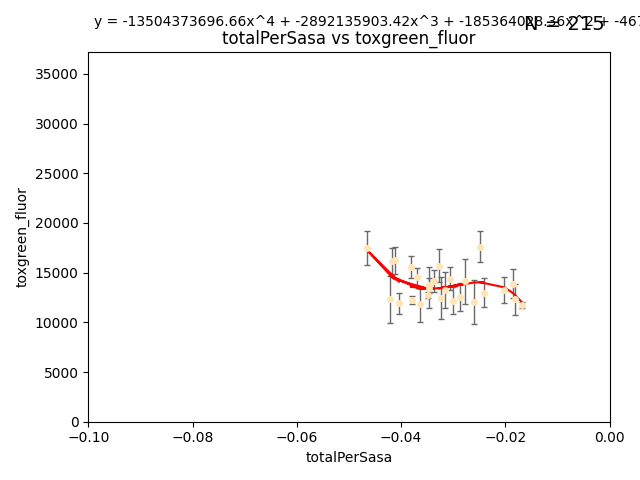 y = -13504373696.66x^4 + -2892135903.42x^3 + -185364028.36x^2 + -467
N = 215
totalPerSasa vs toxgreen_fluor
35000
30000
25000
20000
15000
10000
5000
0
toxgreen_fluor
−0.10 −0.08 −0.06 −0.04 −0.02 0.00
totalPerSasa